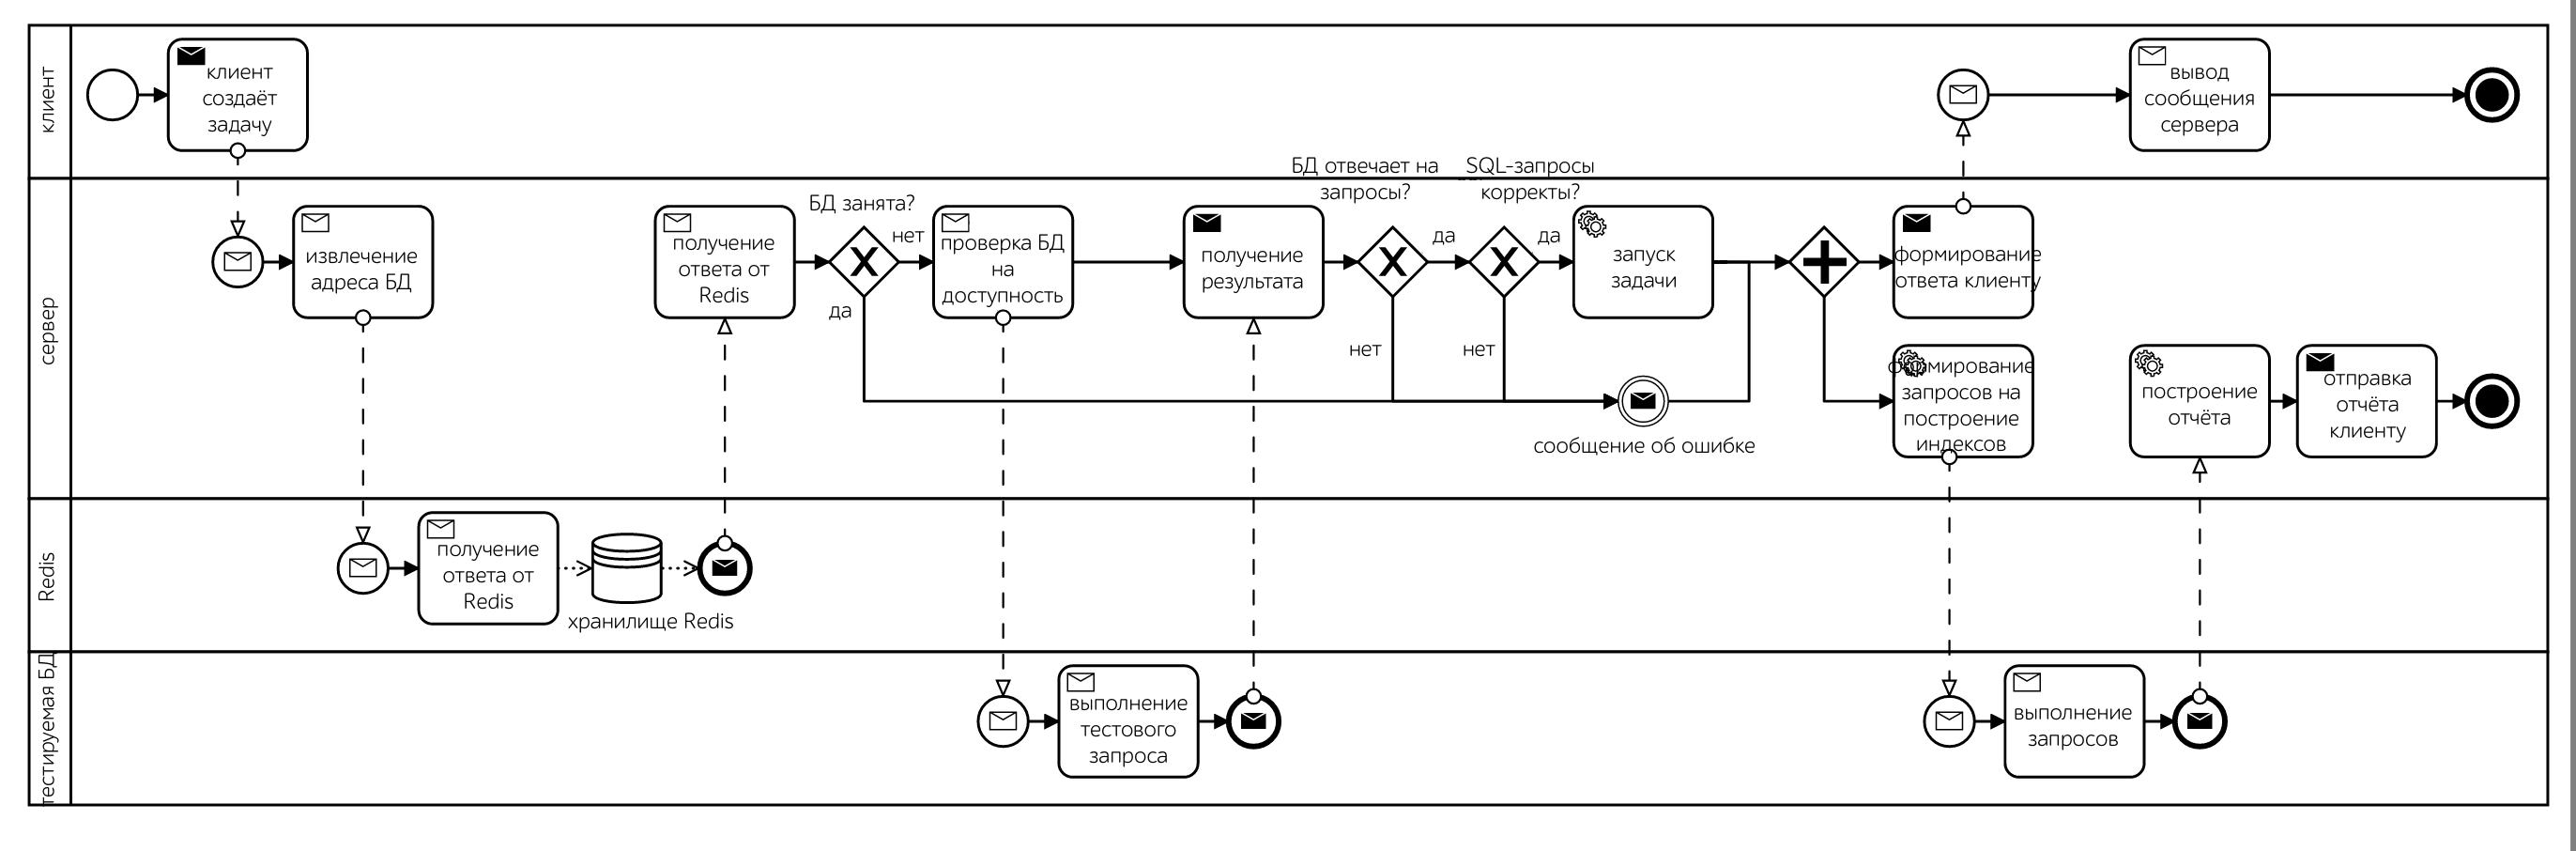 клиент
клиент
создаёт
задачу
вывод
сообщения
сервера
сервер
извлечение
адреса БД
получение
ответа от
Redis
БД занята?
нет
да
проверка БД
на
доступность
получение
результата
БД отвечает на
запросы?
да
нет
SQL-запросы
корректы?
да
нет
запуск
задачи
сообщение об ошибке
формирование
ответа клиенту
формирование
запросов на
построение
индексов
построение
отчёта
отправка
отчёта
клиенту
Redis
получение
ответа от
Redis
хранилище Redis
тестируемая БД
выполнение
тестового
запроса
выполнение
запросов